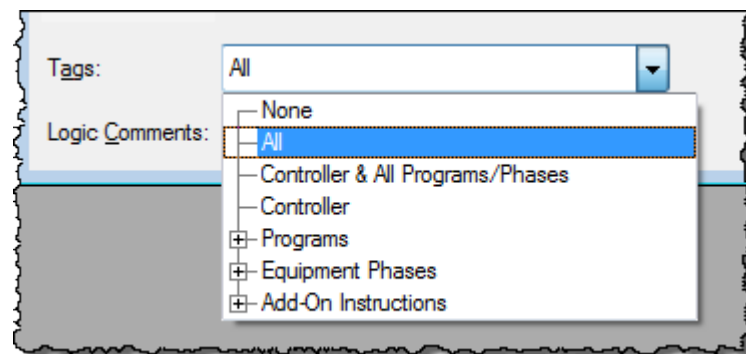 Tags: All
None
Logic Comments: All
Controller & All Programs/Phases
Controller
Programs
Equipment Phases
Add-On Instructions